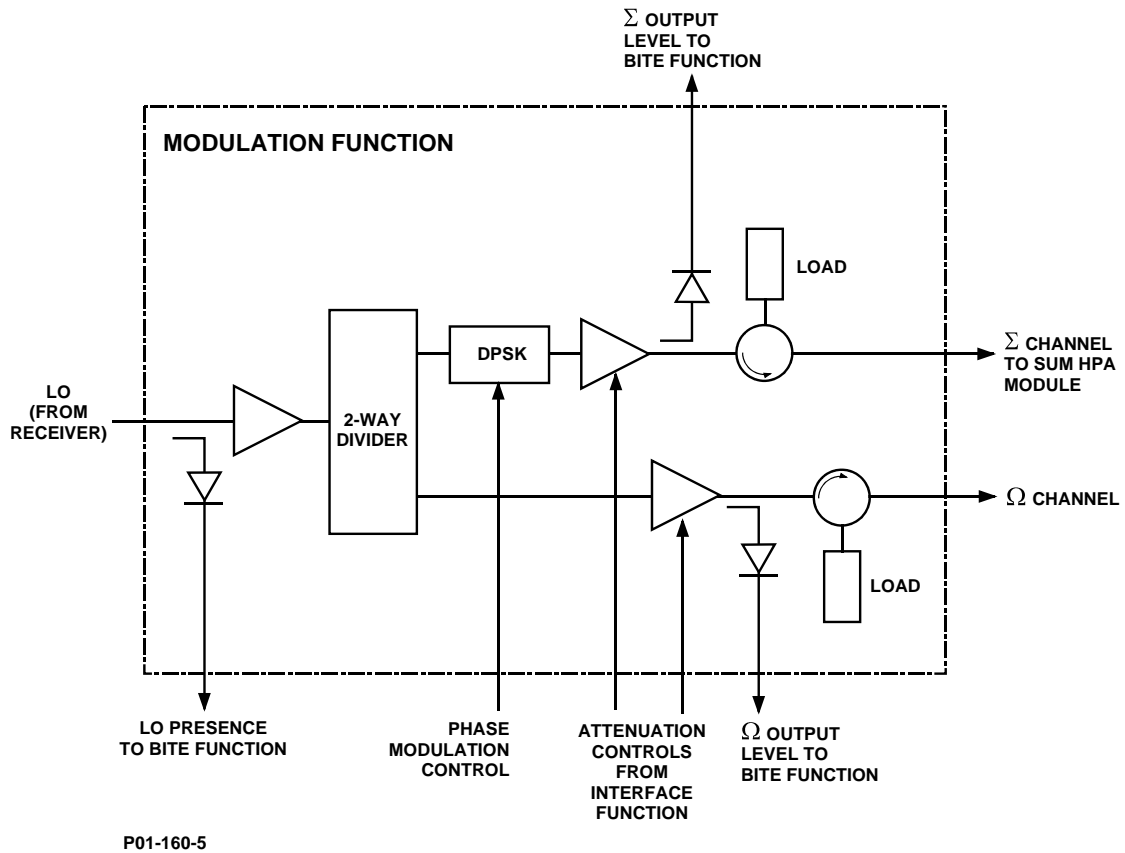 Σ OUTPUT
LEVEL TO
BITE FUNCTION
MODULATION FUNCTION
LOAD
DPSK
Σ CHANNEL
TO SUM HPA
MODULE
LO
(FROM
RECEIVER)
2-WAY
DIVIDER
Ω CHANNEL
LOAD
LO PRESENCE
TO BITE FUNCTION
PHASE
MODULATION
CONTROL
ATTENUATION
CONTROLS
FROM
INTERFACE
FUNCTION
Ω OUTPUT
LEVEL TO
BITE FUNCTION
P01-160-5